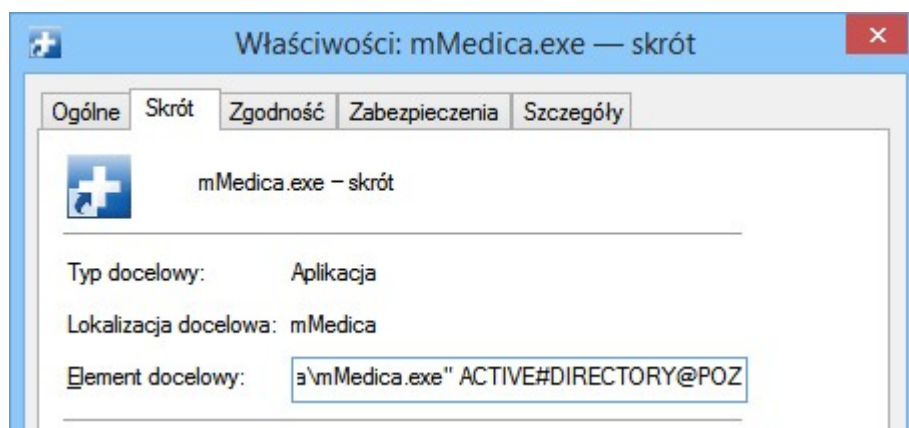 Właściwości: mMedica.exe — skrót
Ogólne Skrót Zgodność Zabezpieczenia Szczegóły
mMedica.exe – skrót
Typ docelowy: Aplikacja
Lokalizacja docelowa: mMedica
Element docelowy: a\mMedica.exe" ACTIVE#DIRECTORY@POZ